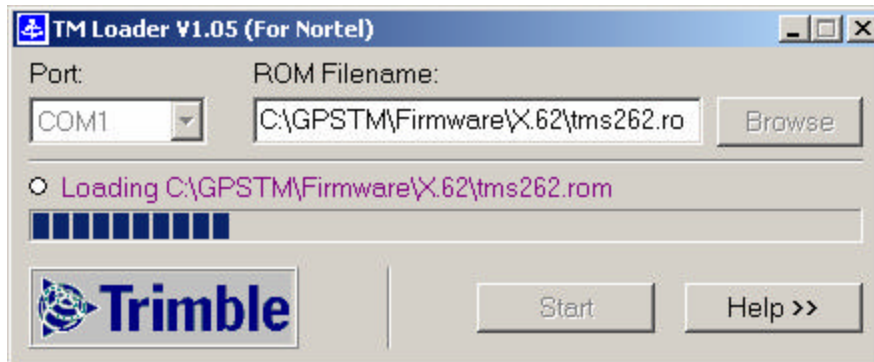 TM Loader V1.05 (For Nortel)
Port: ROM Filename:
COM1 C:\GPSTM\Firmware\X.62\tms262.ro Browse
Loading C:\GPSTM\Firmware\X.62\tms262.rom
Trimble Start Help >>